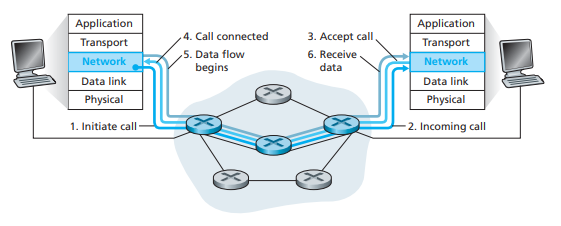 Application
Transport
Network
Data link
Physical
4. Call connected
5. Data flow
begins
3. Accept call
6. Receive
data
Application
Transport
Network
Data link
Physical
1. Initiate call
2. Incoming call